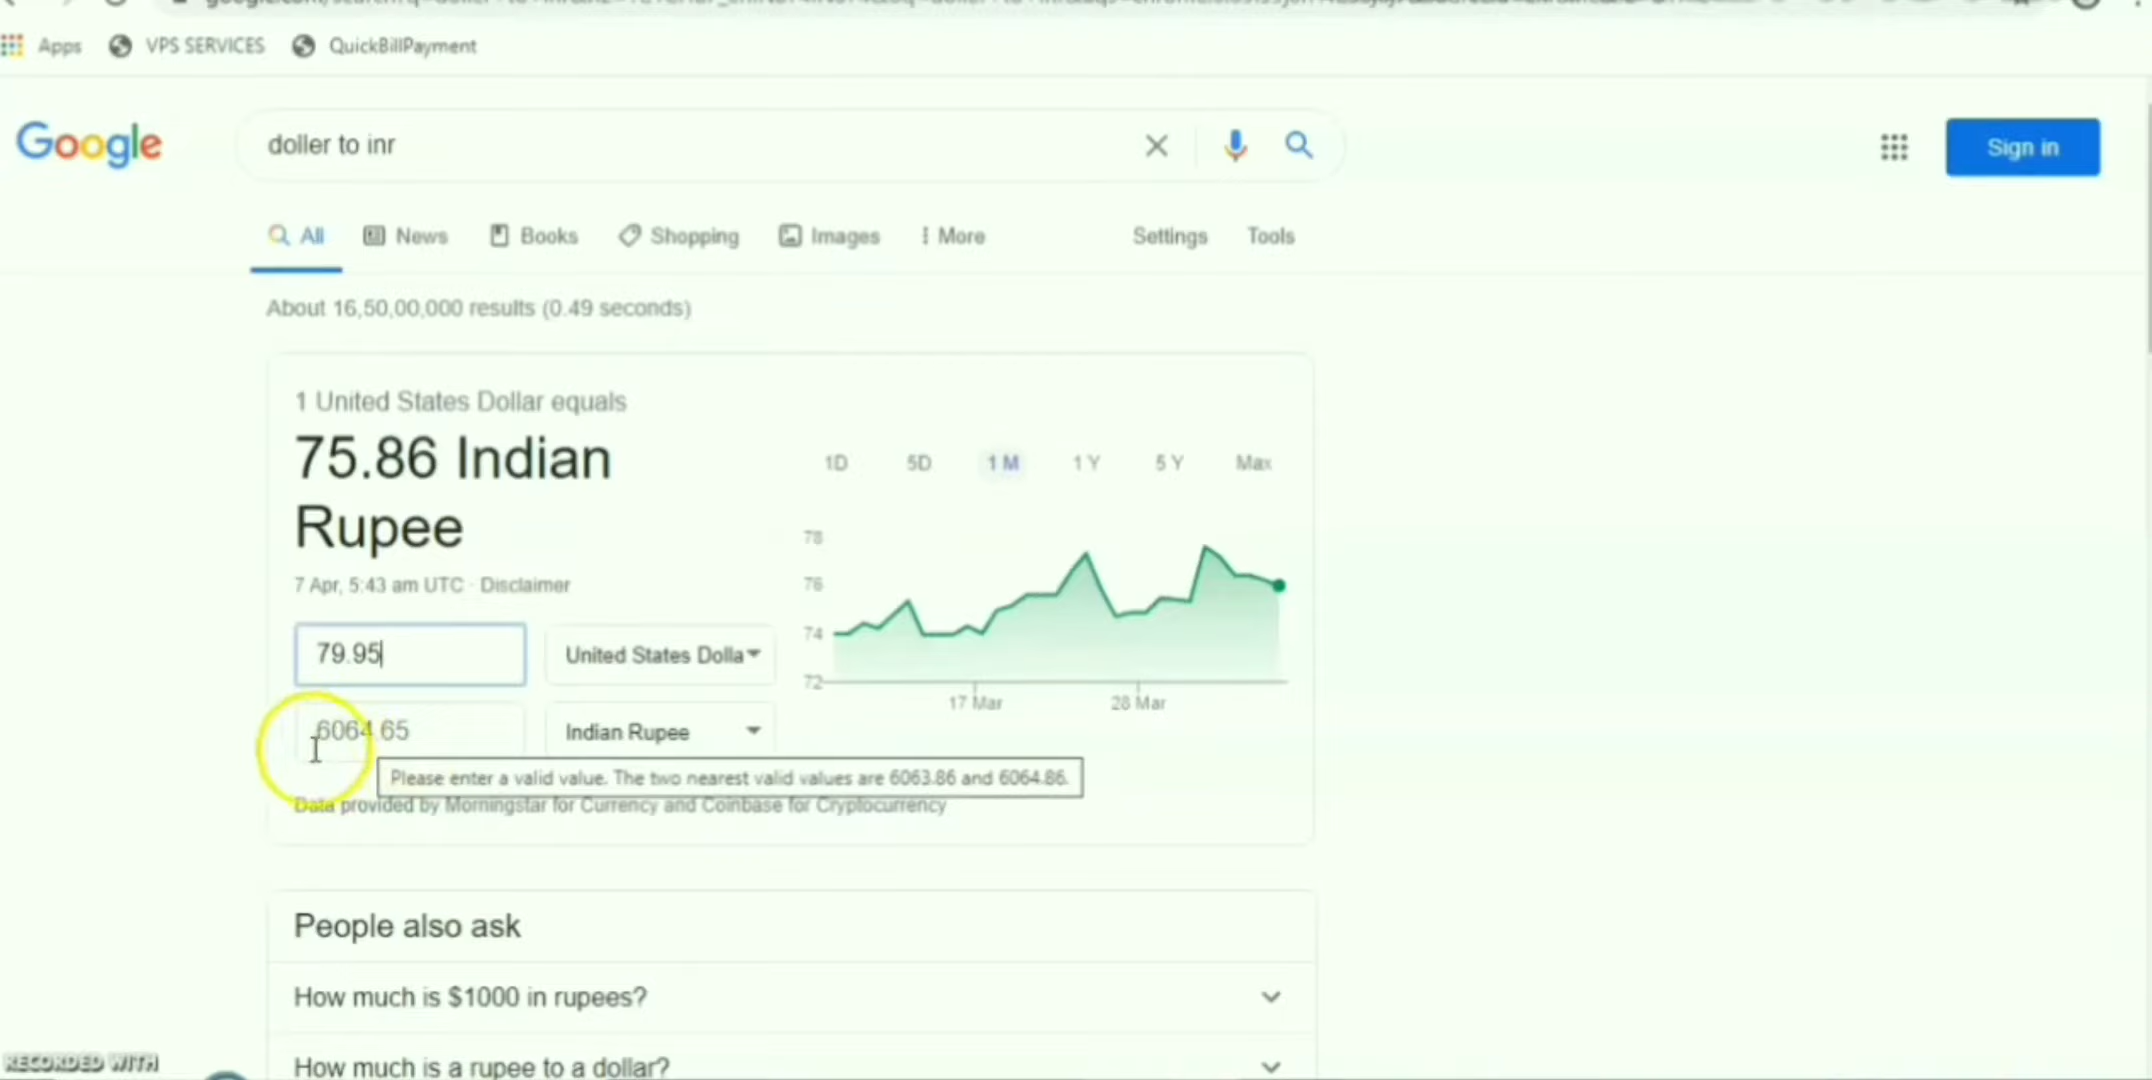 Apps VPS SERVICES QuickBillPayment
Google doller to inr Sign in
All News Books Shopping Images More Settings Tools
About 16,50,00,000 results (0.49 seconds)
1 United States Dollar equals
75.86 Indian
Rupee
7 Apr, 5:43 am UTC · Disclaimer
79.95 United States Dolla
6064.65 Indian Rupee
1D 5D 1M 1Y 5Y Max
78
76
74
72
17 Mar 28 Mar
Please enter a valid value. The two nearest valid values are 6063.86 and 6064.86.
Data provided by Morningstar for Currency and Coinbase for Cryptocurrency
People also ask
How much is $1000 in rupees?
How much is a rupee to a dollar?
RECORDED WITH